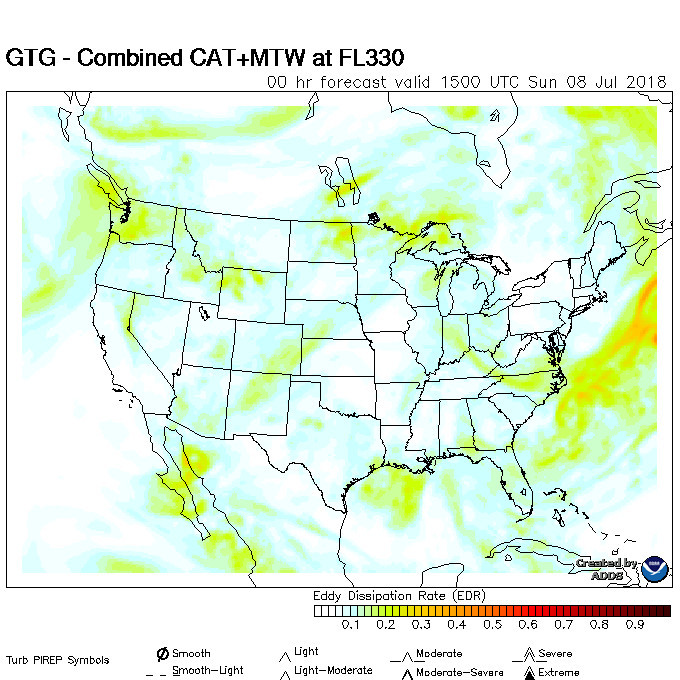 GTG - Combined CAT+MTW at FL330
00 hr forecast valid 1500 UTC Sun 08 Jul 2018
Created by
ADDS
Eddy Dissipation Rate (EDR)
0.1 0.2 0.3 0.4 0.5 0.6 0.7 0.8 0.9
Turb PIREP Symbols
Smooth Light Moderate Severe
Smooth-Light Light-Moderate Moderate-Severe Extreme